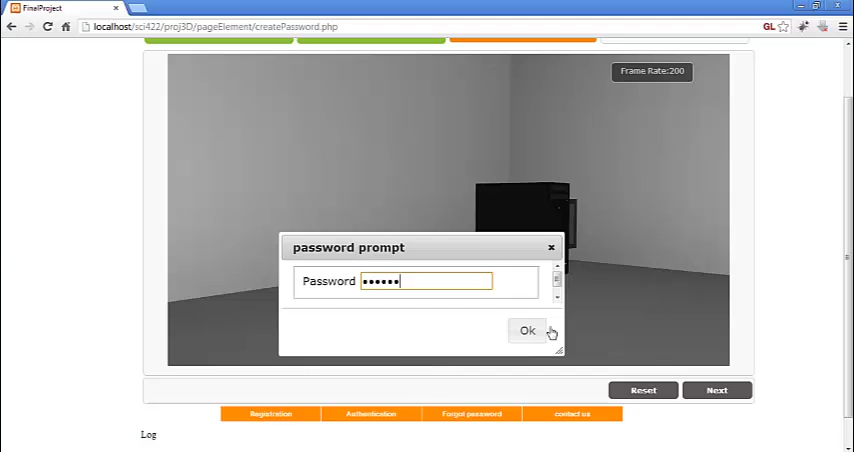 FinalProject
localhost/sci422/proj3D/pageElement/createPassword.php
GL
Frame Rate:200
password prompt
Password ••••••
Ok
Reset Next
Registration Authentication Forgot password contact us
Log